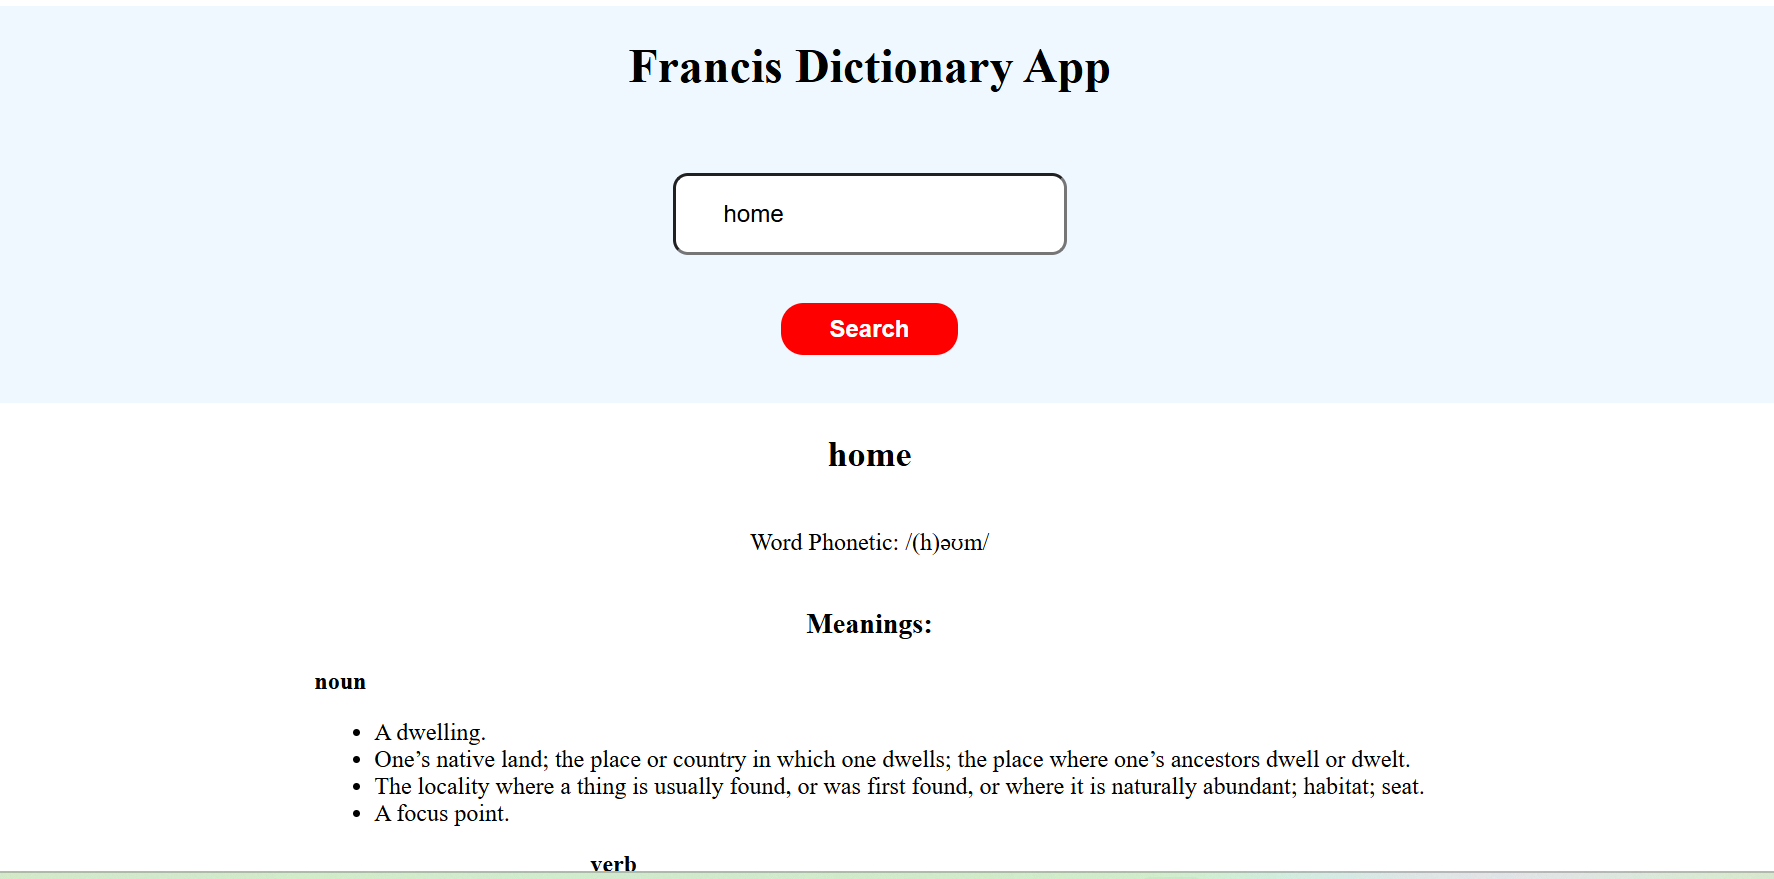 Francis Dictionary App
home
Search
home
Word Phonetic: /(h)əʊm/
Meanings:
noun
• A dwelling.
• One’s native land; the place or country in which one dwells; the place where one’s ancestors dwell or dwelt.
• The locality where a thing is usually found, or was first found, or where it is naturally abundant; habitat; seat.
• A focus point.
verb